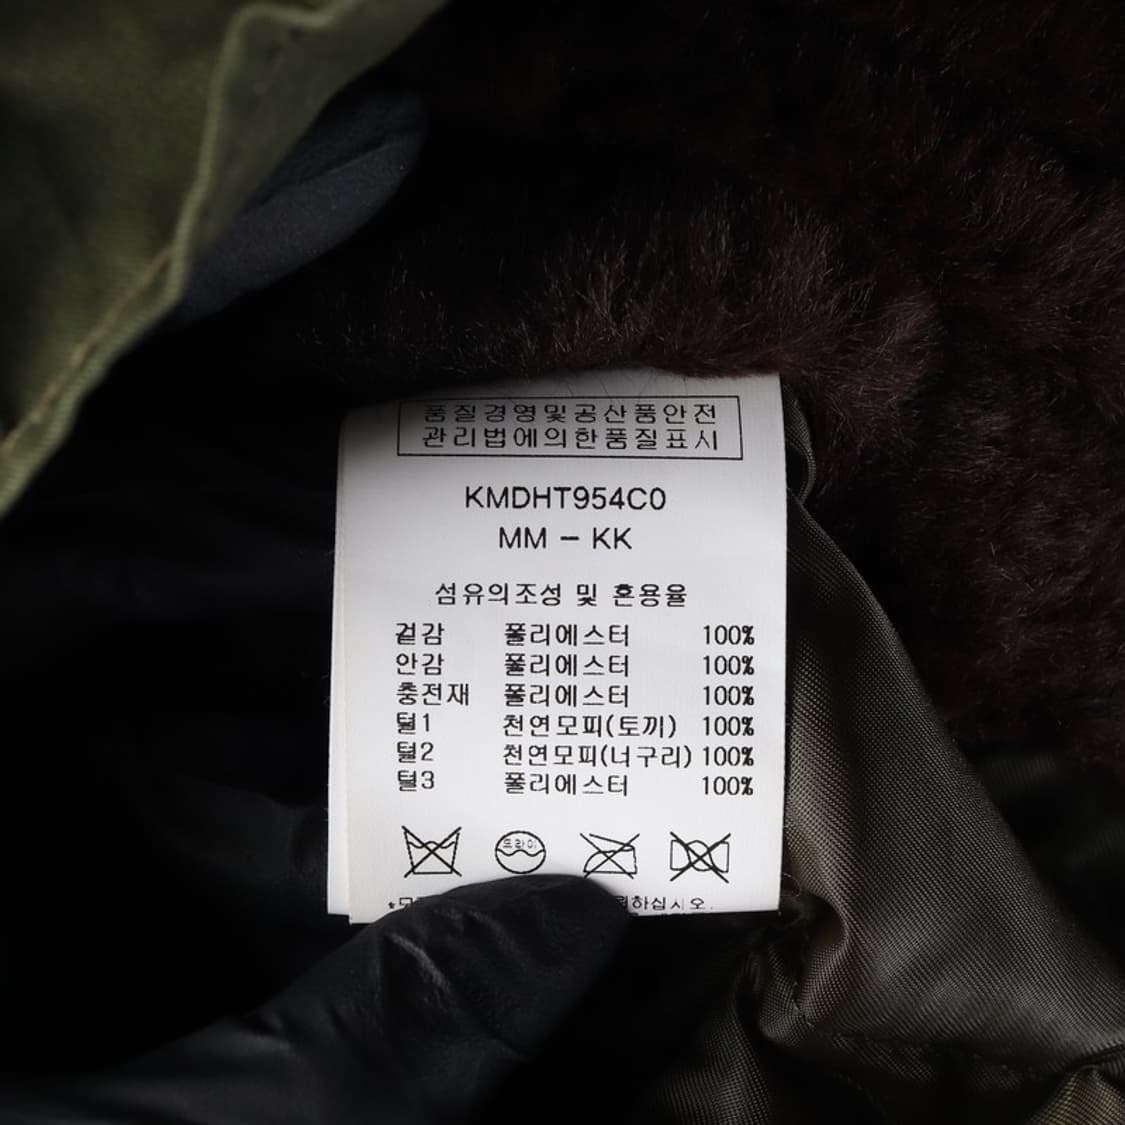 품질경영및공산품안전
관리법에의한품질표시
KMDHT954C0
MM – KK
섬유의조성 및 혼용율
겉감 폴리에스터 100%
안감 폴리에스터 100%
충전재 폴리에스터 100%
털1 천연모피(토끼) 100%
털2 천연모피(너구리) 100%
털3 폴리에스터 100%
드라이
하십시오.